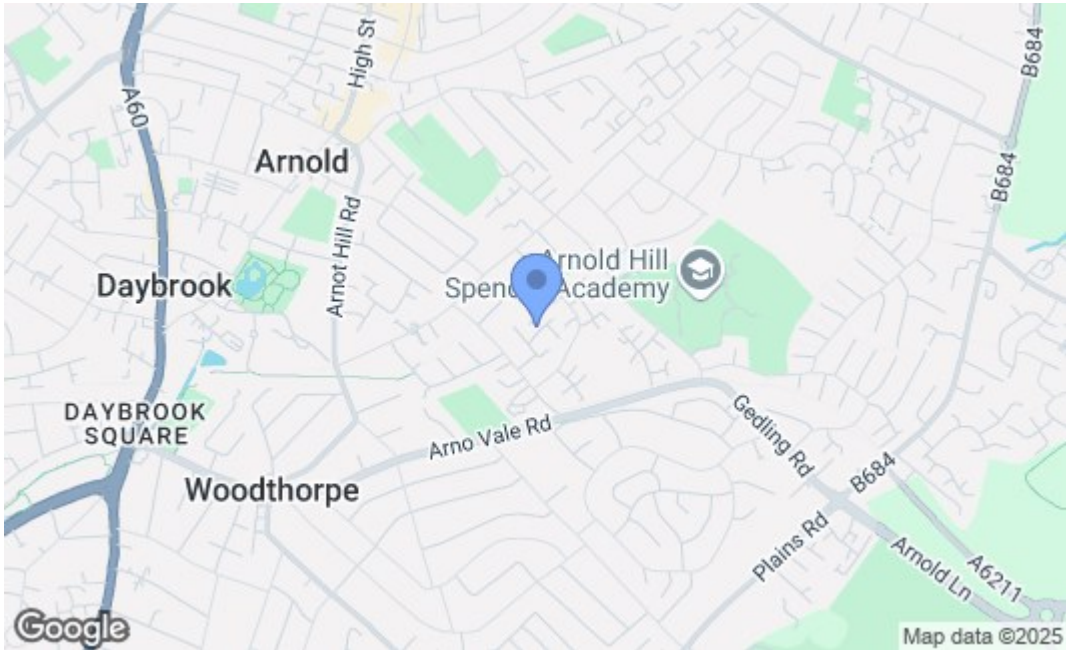 High St
A60
B684
Arnold
B684
Arnot Hill Rd
Arnold Hill
Academy
Daybrook
DAYBROOK
SQUARE
Arno Vale Rd
Gedling Rd
B684
Woodthorpe
Plains Rd
Arnold Ln
A6211
Google
Map data ©2025